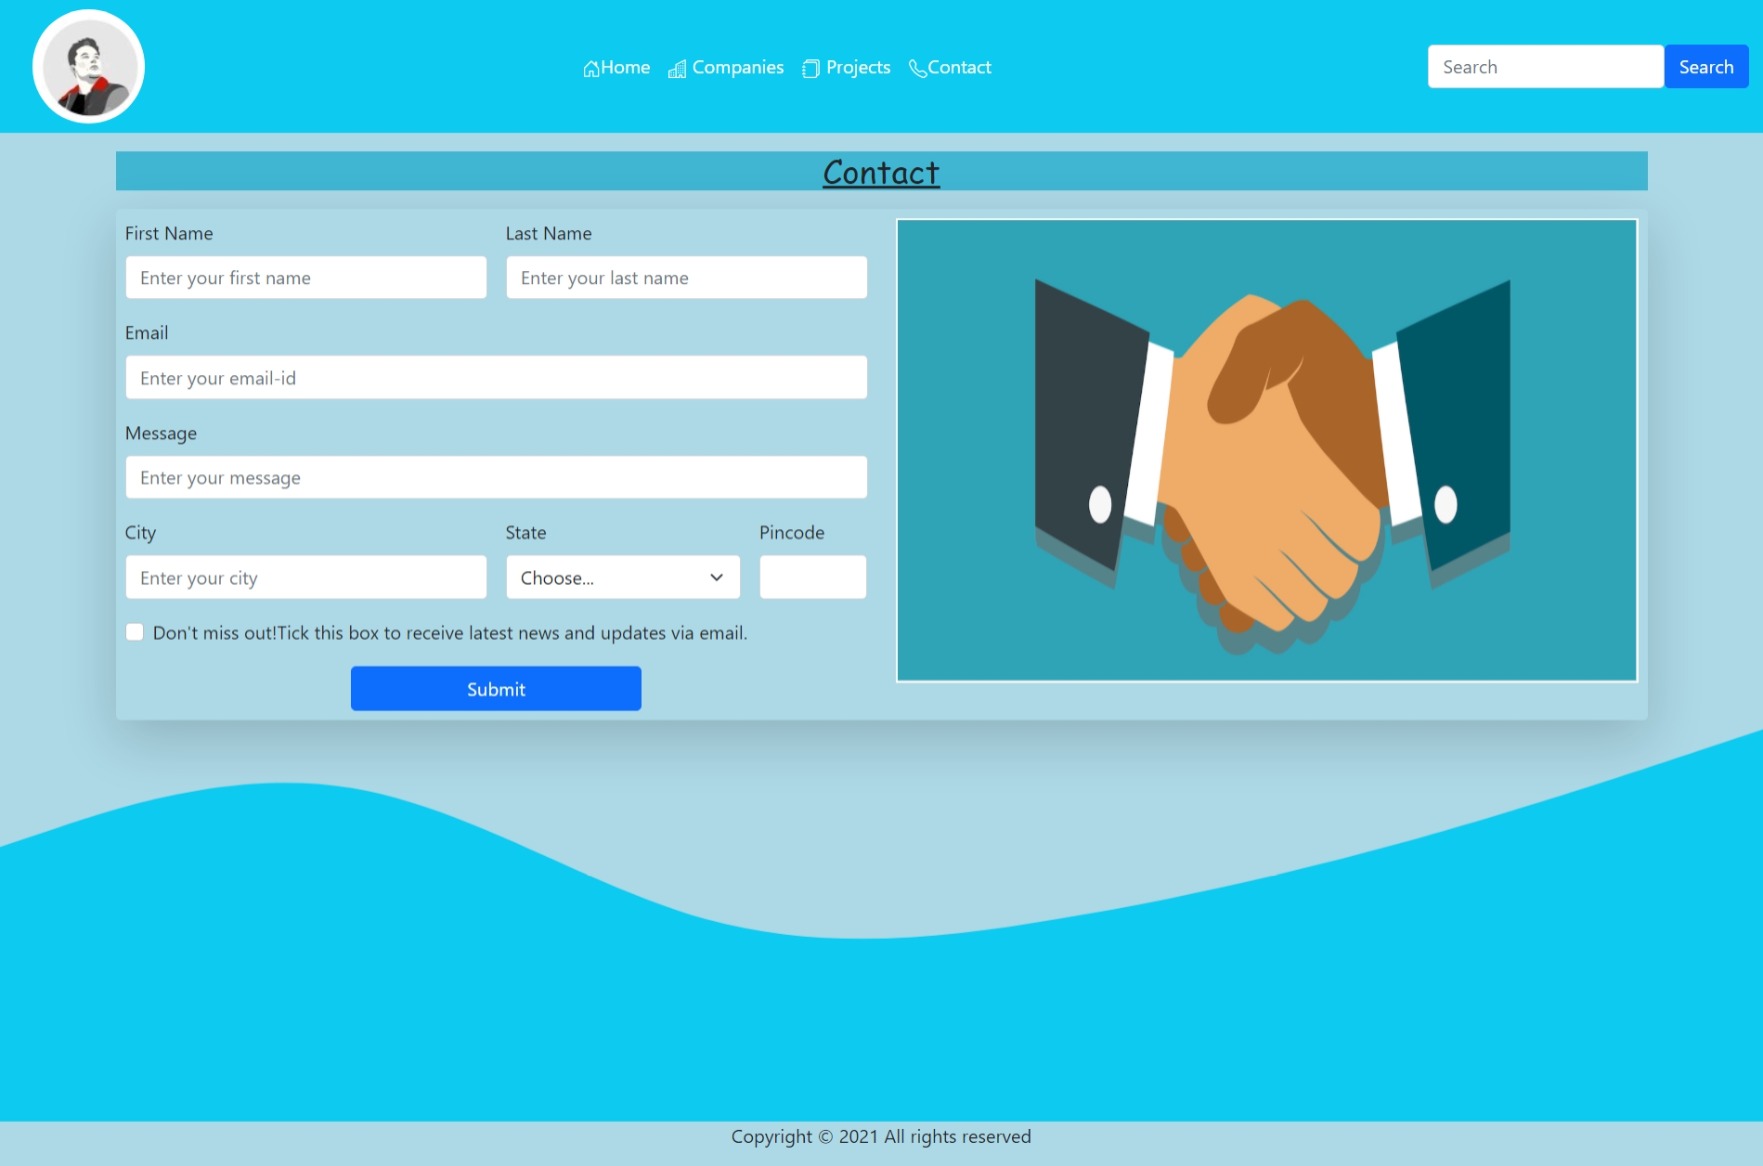 Home Companies Projects Contact Search Search
Contact
First Name Last Name
Enter your first name Enter your last name
Email
Enter your email-id
Message
Enter your message
City State Pincode
Enter your city Choose...
Don't miss out!Tick this box to receive latest news and updates via email.
Submit
Copyright © 2021 All rights reserved